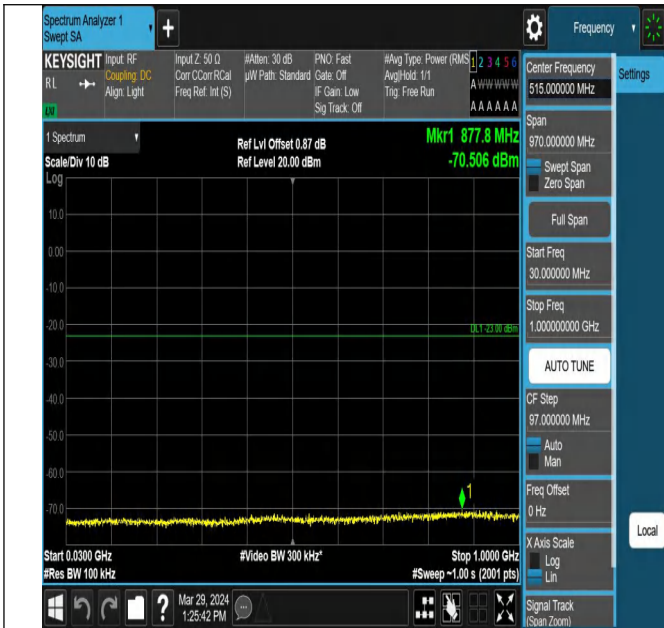 Spectrum Analyzer 1
Swept SA
+
Frequency
KEYSIGHT
RL
LXI
Input: RF
Coupling: DC
Align: Light
Input Z: 50 Ω
Corr CCorr RCal
Freq Ref: Int (S)
#Atten: 30 dB
µW Path: Standard
PNO: Fast
Gate: Off
IF Gain: Low
Sig Track: Off
#Avg Type: Power (RMS
Avg|Hold: 1/1
Trig: Free Run
1 2 3 4 5 6
A W W W W W
A A A A A A
1 Spectrum
Scale/Div 10 dB
Log
Ref Lvl Offset 0.87 dB
Ref Level 20.00 dBm
Mkr1 877.8 MHz
-70.506 dBm
10.0
0.00
-10.0
-20.0
-30.0
-40.0
-50.0
-60.0
-70.0
DL1 -23.00 dBm
1
Start 0.0300 GHz
#Res BW 100 kHz
#Video BW 300 kHz*
Stop 1.0000 GHz
#Sweep ~1.00 s (2001 pts)
?
Mar 29, 2024
1:25:42 PM
Center Frequency
515.000000 MHz
Settings
Span
970.000000 MHz
Swept Span
Zero Span
Full Span
Start Freq
30.000000 MHz
Stop Freq
1.000000000 GHz
AUTO TUNE
CF Step
97.000000 MHz
Auto
Man
Freq Offset
0 Hz
X Axis Scale
Log
Lin
Local
Signal Track
(Span Zoom)